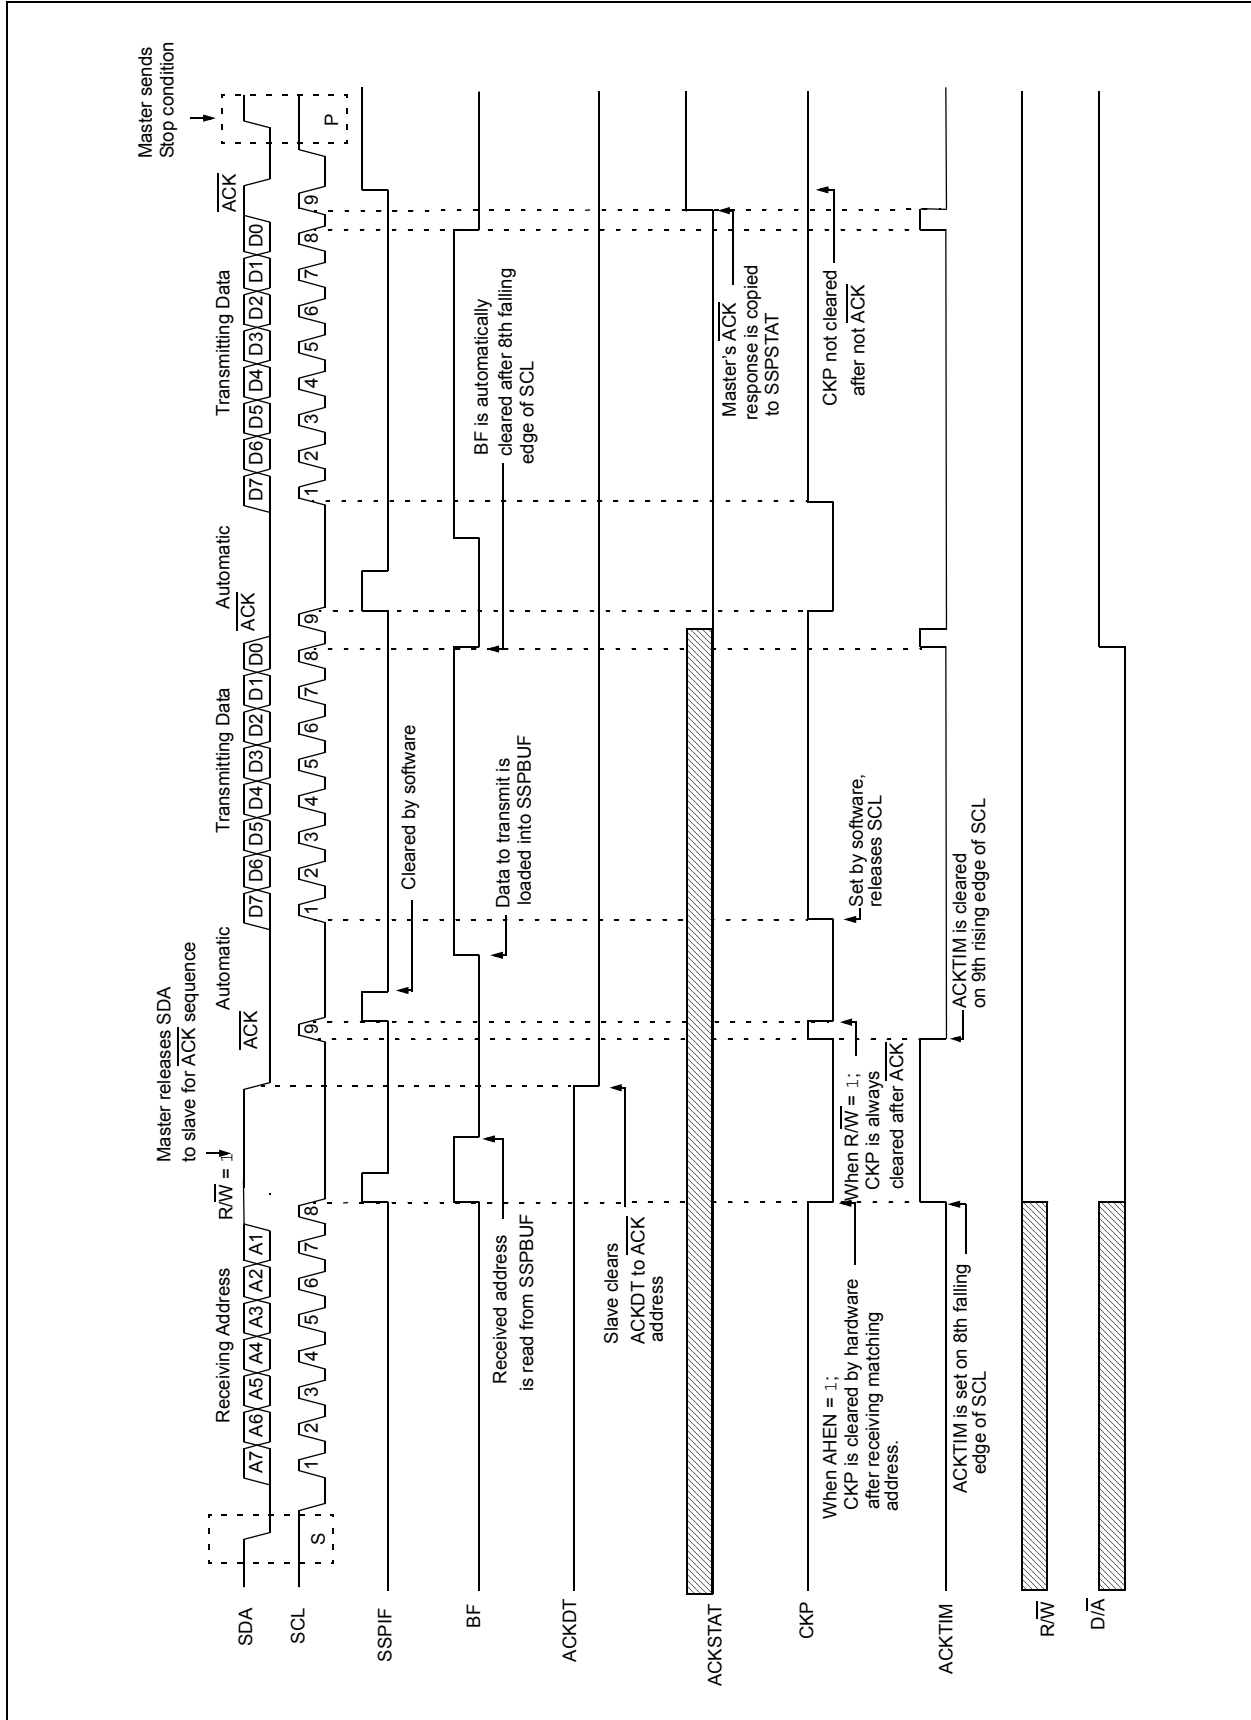 Master releases SDA
to slave for ACK sequence
Master sends
Stop condition
Receiving Address
R/W = 1
ACK
Automatic
Transmitting Data
ACK
Automatic
Transmitting Data
ACK
SDA
A7 A6 A5 A4 A3 A2 A1
D7 D6 D5 D4 D3 D2 D1 D0
D7 D6 D5 D4 D3 D2 D1 D0
SCL
S
1 2 3 4 5 6 7 8 9
1 2 3 4 5 6 7 8 9
1 2 3 4 5 6 7 8 9
P
SSPIF
Cleared by software
BF
Received address
is read from SSPBUF
Data to transmit is
loaded into SSPBUF
BF is automatically
cleared after 8th falling
edge of SCL
ACKDT
Slave clears
ACKDT to ACK
address
ACKSTAT
Master's ACK
response is copied
to SSPSTAT
CKP
When AHEN = 1;
CKP is cleared by hardware
after receiving matching
address.
When R/W = 1;
CKP is always
cleared after ACK
Set by software,
releases SCL
CKP not cleared
after not ACK
ACKTIM
ACKTIM is set on 8th falling
edge of SCL
ACKTIM is cleared
on 9th rising edge of SCL
R/W
D/A